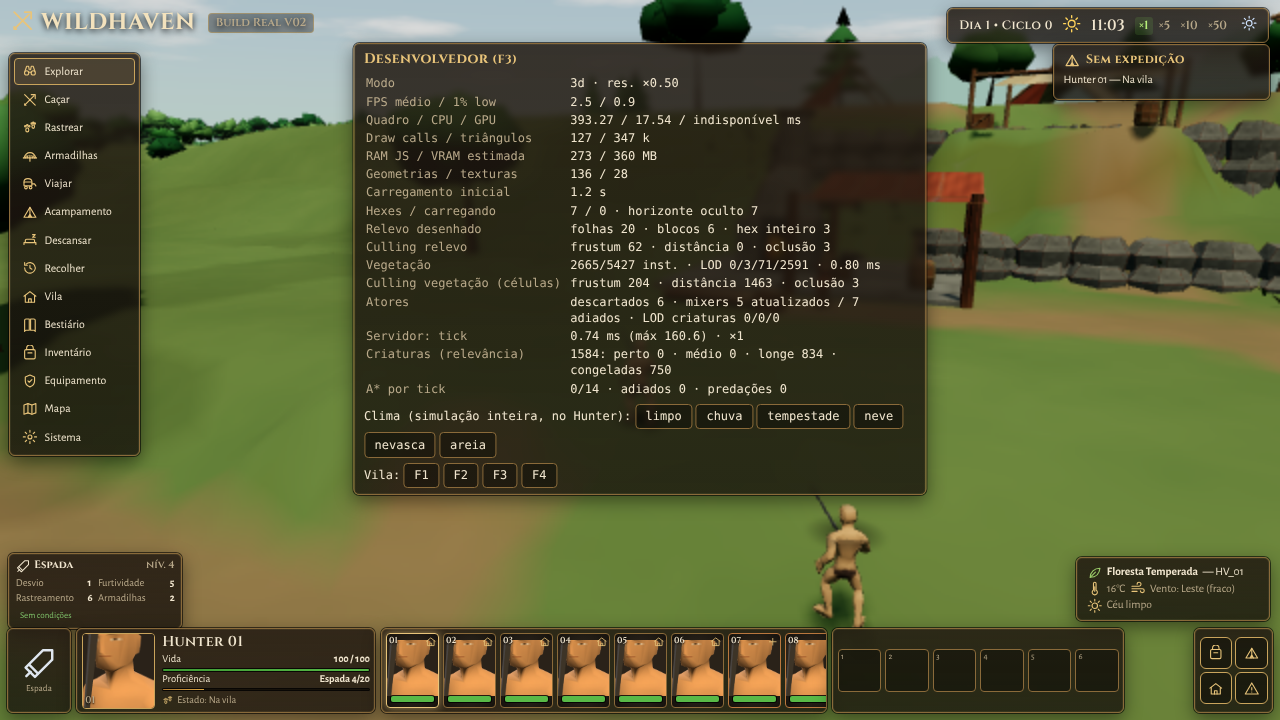 WILDHAVEN
BUILD REAL V02
DIA 1 • CICLO 0
11:03
×1 ×5 ×10 ×50
SEM EXPEDIÇÃO
Hunter 01 — Na vila
Explorar
Caçar
Rastrear
Armadilhas
Viajar
Acampamento
Descansar
Recolher
Vila
Bestiário
Inventário
Equipamento
Mapa
Sistema
DESENVOLVEDOR (F3)
Modo 3d · res. ×0.50
FPS médio / 1% low 2.5 / 0.9
Quadro / CPU / GPU 393.27 / 17.54 / indisponível ms
Draw calls / triângulos 127 / 347 k
RAM JS / VRAM estimada 273 / 360 MB
Geometrias / texturas 136 / 28
Carregamento inicial 1.2 s
Hexes / carregando 7 / 0 · horizonte oculto 7
Relevo desenhado folhas 20 · blocos 6 · hex inteiro 3
Culling relevo frustum 62 · distância 0 · oclusão 3
Vegetação 2665/5427 inst. · LOD 0/3/71/2591 · 0.80 ms
Culling vegetação (células) frustum 204 · distância 1463 · oclusão 3
Atores descartados 6 · mixers 5 atualizados / 7
adiados · LOD criaturas 0/0/0
Servidor: tick 0.74 ms (máx 160.6) · ×1
Criaturas (relevância) 1584: perto 0 · médio 0 · longe 834 ·
congeladas 750
A* por tick 0/14 · adiados 0 · predações 0
Clima (simulação inteira, no Hunter): limpo chuva tempestade neve
nevasca areia
Vila: F1 F2 F3 F4
ESPADA NÍV. 4
Desvio 1 Furtividade 5
Rastreamento 6 Armadilhas 2
Sem condições
Floresta Temperada — HV_01
16°C Vento: Leste (fraco)
Céu limpo
Espada
01
HUNTER 01
Vida 100 / 100
Proficiência Espada 4/20
Estado: Na vila
01 02 03 04 05 06 07 08
1 2 3 4 5 6